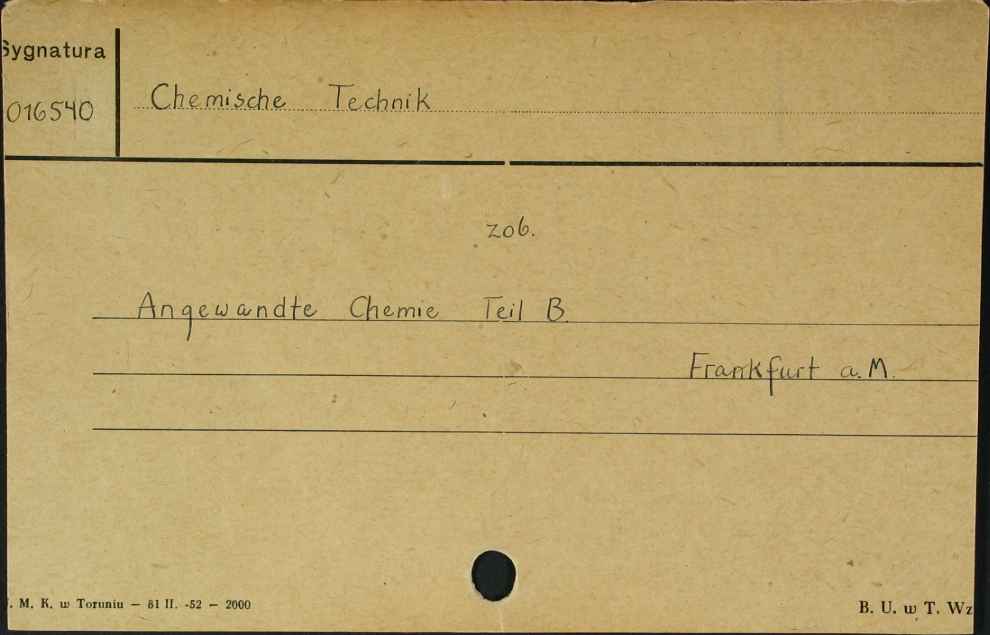 Sygnatura
016540
Chemische Technik
zob.
Angewandte Chemie Teil B
Frankfurt a. M.
. M. K. w Toruniu — 81 II. -52 — 2000
B. U. w T. Wz